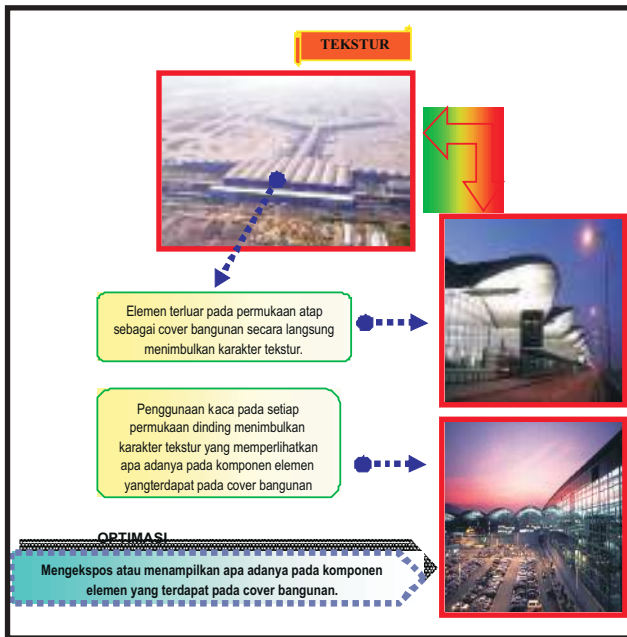 TEKSTUR
Elemen terluar pada permukaan atap
sebagai cover bangunan secara langsung
menimbulkan karakter tekstur.
Penggunaan kaca pada setiap
permukaan dinding menimbulkan
karakter tekstur yang memperlihatkan
apa adanya pada komponen elemen
yangterdapat pada cover bangunan
OPTIMASI
Mengekspos atau menampilkan apa adanya pada komponen
elemen yang terdapat pada cover bangunan.